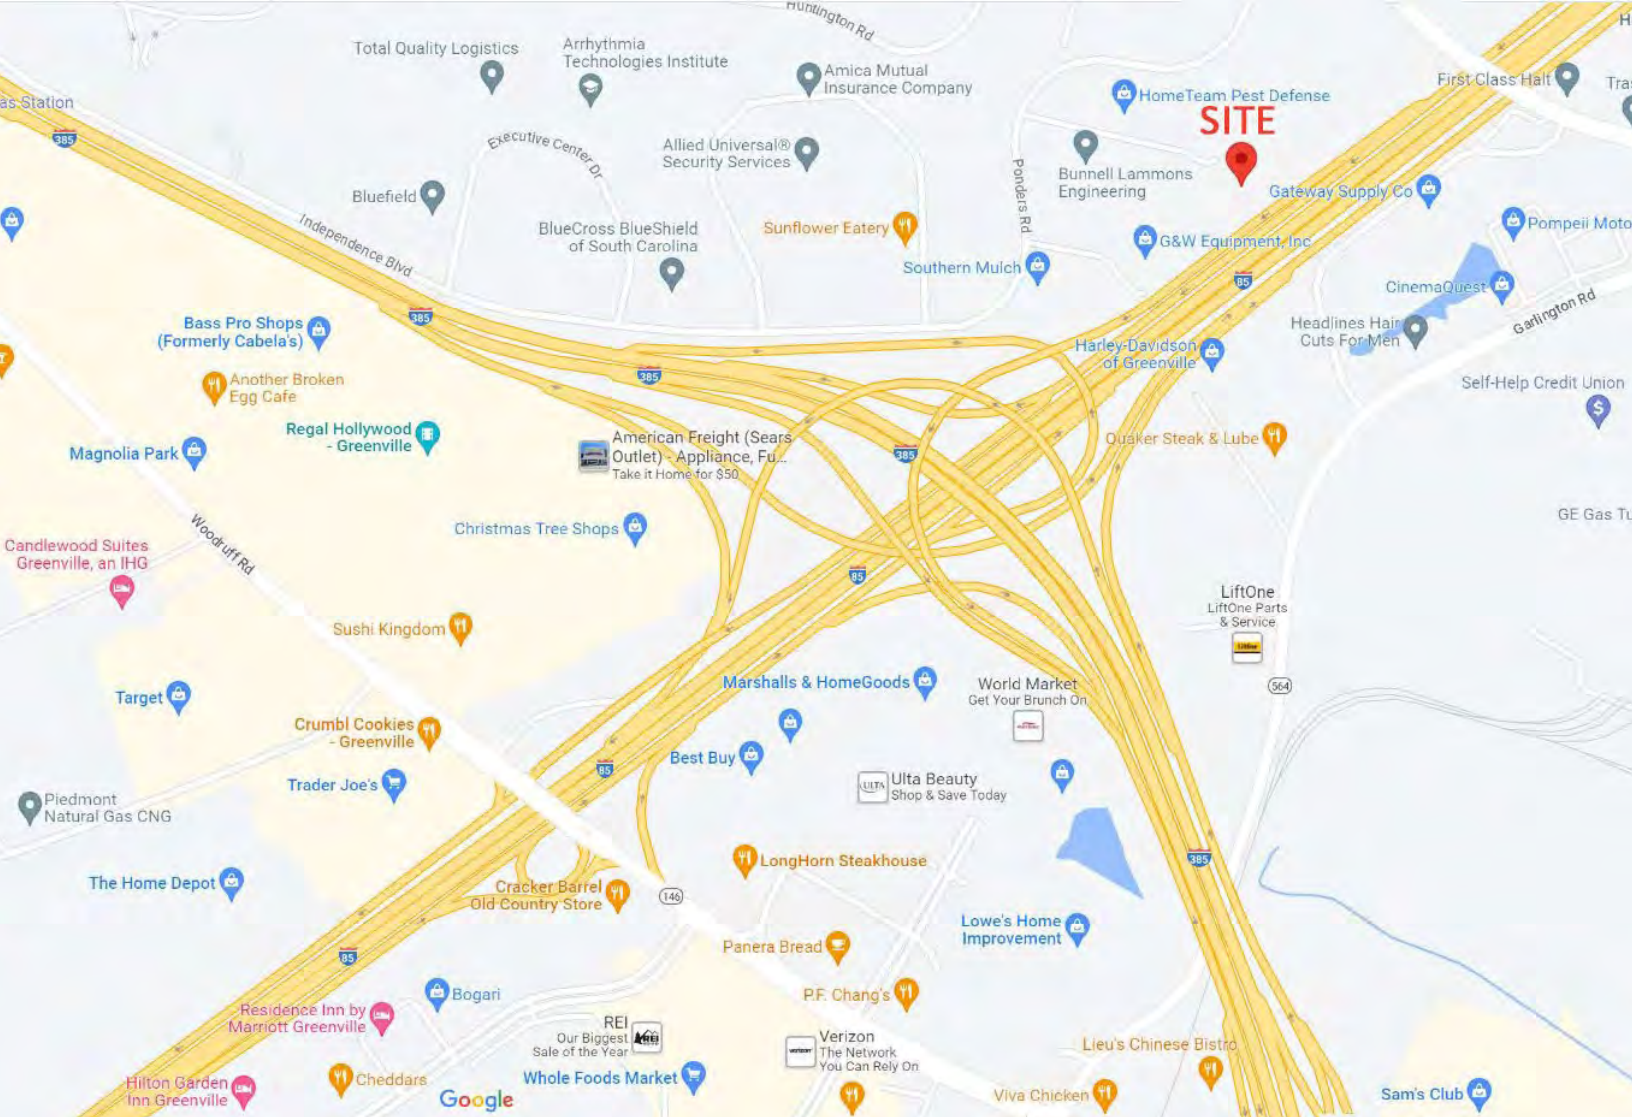 Huntington Rd
Total Quality Logistics
Arrhythmia
Technologies Institute
Amica Mutual
Insurance Company
HomeTeam Pest Defense
First Class Halt
as Station
385
SITE
Executive Center Dr
Allied Universal®
Security Services
Ponders Rd
Bunnell Lammons
Engineering
Gateway Supply Co
Bluefield
Independence Blvd
BlueCross BlueShield
of South Carolina
Sunflower Eatery
G&W Equipment, Inc
Pompeii Moto
Southern Mulch
85
CinemaQuest
Garlington Rd
385
Bass Pro Shops
(Formerly Cabela's)
Headlines Hair
Cuts For Men
Harley-Davidson
of Greenville
385
Another Broken
Egg Cafe
Self-Help Credit Union
Regal Hollywood
- Greenville
American Freight (Sears
Outlet) - Appliance, Fu...
Take it Home for $50
385
Quaker Steak & Lube
Magnolia Park
Woodruff Rd
Christmas Tree Shops
GE Gas Tu
Candlewood Suites
Greenville, an IHG
85
LiftOne
LiftOne Parts
& Service
Sushi Kingdom
Target
Marshalls & HomeGoods
World Market
Get Your Brunch On
564
Crumbl Cookies
- Greenville
Best Buy
85
Trader Joe's
ULTA
Ulta Beauty
Shop & Save Today
Piedmont
Natural Gas CNG
LongHorn Steakhouse
385
The Home Depot
Cracker Barrel
Old Country Store
146
Lowe's Home
Improvement
Panera Bread
85
Bogari
P.F. Chang's
Residence Inn by
Marriott Greenville
REI
Our Biggest
Sale of the Year
REI
verizon
Verizon
The Network
You Can Rely On
Lieu's Chinese Bistro
Hilton Garden
Inn Greenville
Cheddars
Google
Whole Foods Market
Viva Chicken
Sam's Club